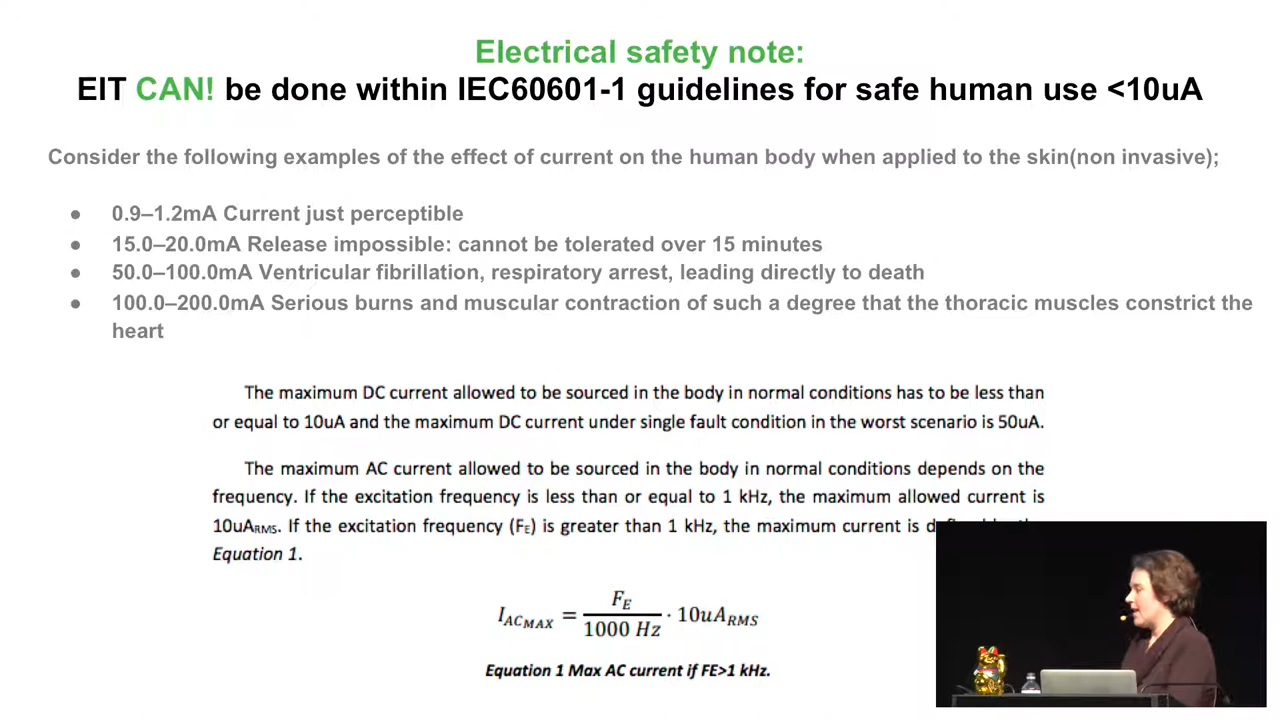 Electrical safety note:
EIT CAN! be done within IEC60601-1 guidelines for safe human use <10uA
Consider the following examples of the effect of current on the human body when applied to the skin(non invasive);
● 0.9–1.2mA Current just perceptible
● 15.0–20.0mA Release impossible: cannot be tolerated over 15 minutes
● 50.0–100.0mA Ventricular fibrillation, respiratory arrest, leading directly to death
● 100.0–200.0mA Serious burns and muscular contraction of such a degree that the thoracic muscles constrict the
heart
The maximum DC current allowed to be sourced in the body in normal conditions has to be less than
or equal to 10uA and the maximum DC current under single fault condition in the worst scenario is 50uA.
The maximum AC current allowed to be sourced in the body in normal conditions depends on the
frequency. If the excitation frequency is less than or equal to 1 kHz, the maximum allowed current is
10uARMS. If the excitation frequency (FE) is greater than 1 kHz, the maximum current is
Equation 1.
I_ACMAX = F_E / 1000 Hz · 10uA_RMS
Equation 1 Max AC current if FE>1 kHz.